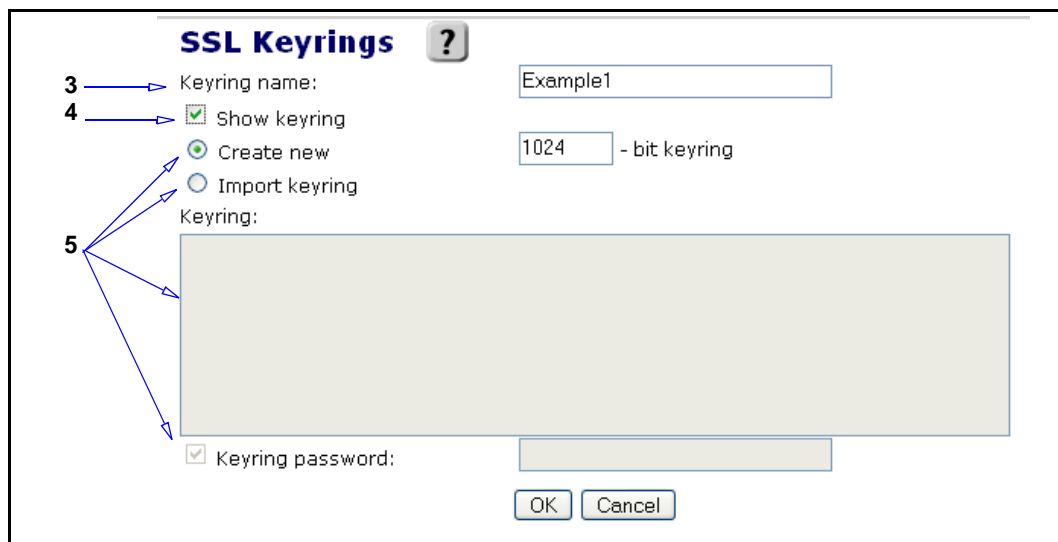 SSL Keyrings ?
3 Keyring name: Example1
4 Show keyring
Create new 1024 - bit keyring
Import keyring
Keyring:
5
Keyring password:
OK Cancel